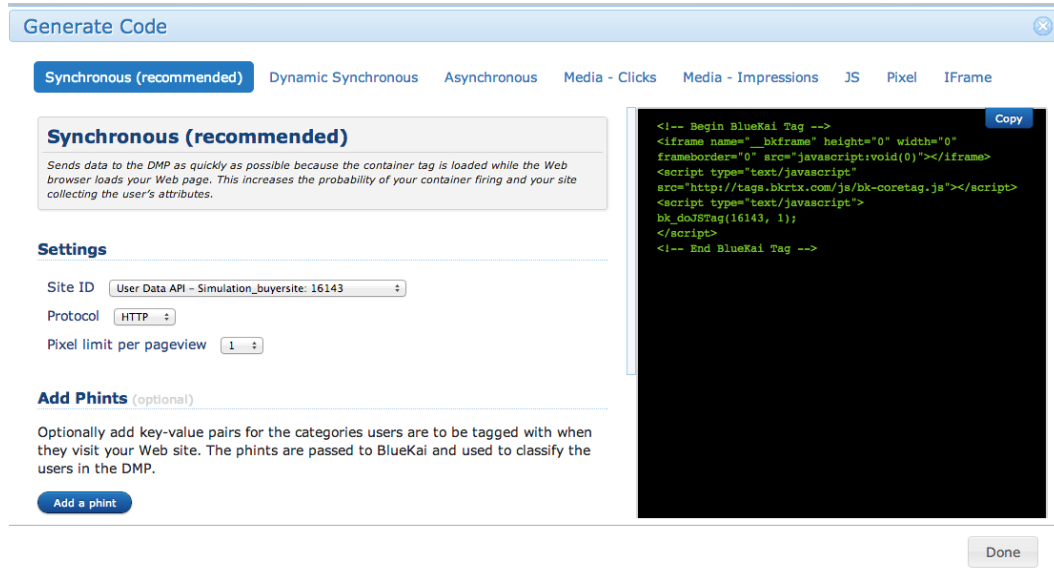 Generate Code
Synchronous (recommended) Dynamic Synchronous Asynchronous Media - Clicks Media - Impressions JS Pixel IFrame
Synchronous (recommended)
Sends data to the DMP as quickly as possible because the container tag is loaded while the Web
browser loads your Web page. This increases the probability of your container firing and your site
collecting the user's attributes.
Settings
Site ID User Data API - Simulation_buyersite: 16143
Protocol HTTP
Pixel limit per pageview 1
Add Phints (optional)
Optionally add key-value pairs for the categories users are to be tagged with when
they visit your Web site. The phints are passed to BlueKai and used to classify the
users in the DMP.
Add a phint
Copy
<!-- Begin BlueKai Tag -->
<iframe name="__bkframe" height="0" width="0"
frameborder="0" src="javascript:void(0)"></iframe>
<script type="text/javascript"
src="http://tags.bkrtx.com/js/bk-coretag.js"></script>
<script type="text/javascript">
bk_doJSTag(16143, 1);
</script>
<!-- End BlueKai Tag -->
Done